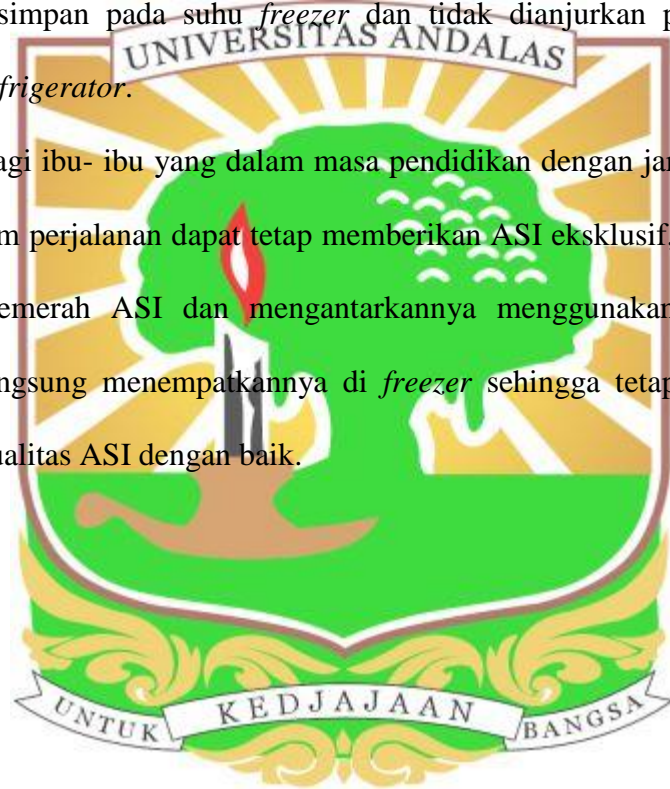 simpan pada suhu freezer dan tidak dianjurkan p
UNIVERSITAS ANDALAS
frigerator.
agi ibu- ibu yang dalam masa pendidikan dengan jar
m perjalanan dapat tetap memberikan ASI eksklusif,
emerah ASI dan mengantarkannya menggunakan
ngsung menempatkannya di freezer sehingga tetap
ualitas ASI dengan baik.
UNTUK KEDJAJAAN BANGSA